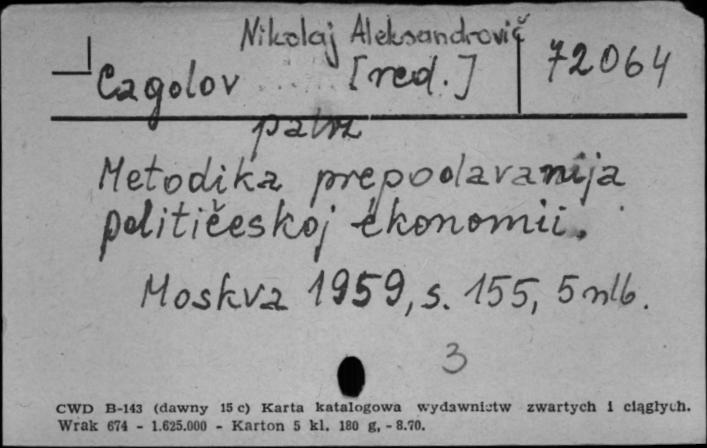 Nikolaj Aleksandrovič
Cagolov [red.]
72064
patrz
Metodika prepodavanija
političeskoj ėkonomii.
Moskva 1959, s. 155, 5 nlb.
3
CWD B-143 (dawny 15 c) Karta katalogowa wydawnictw zwartych i ciągłych.
Wrak 674 - 1.625.000 - Karton 5 kl. 180 g, - 8.70.